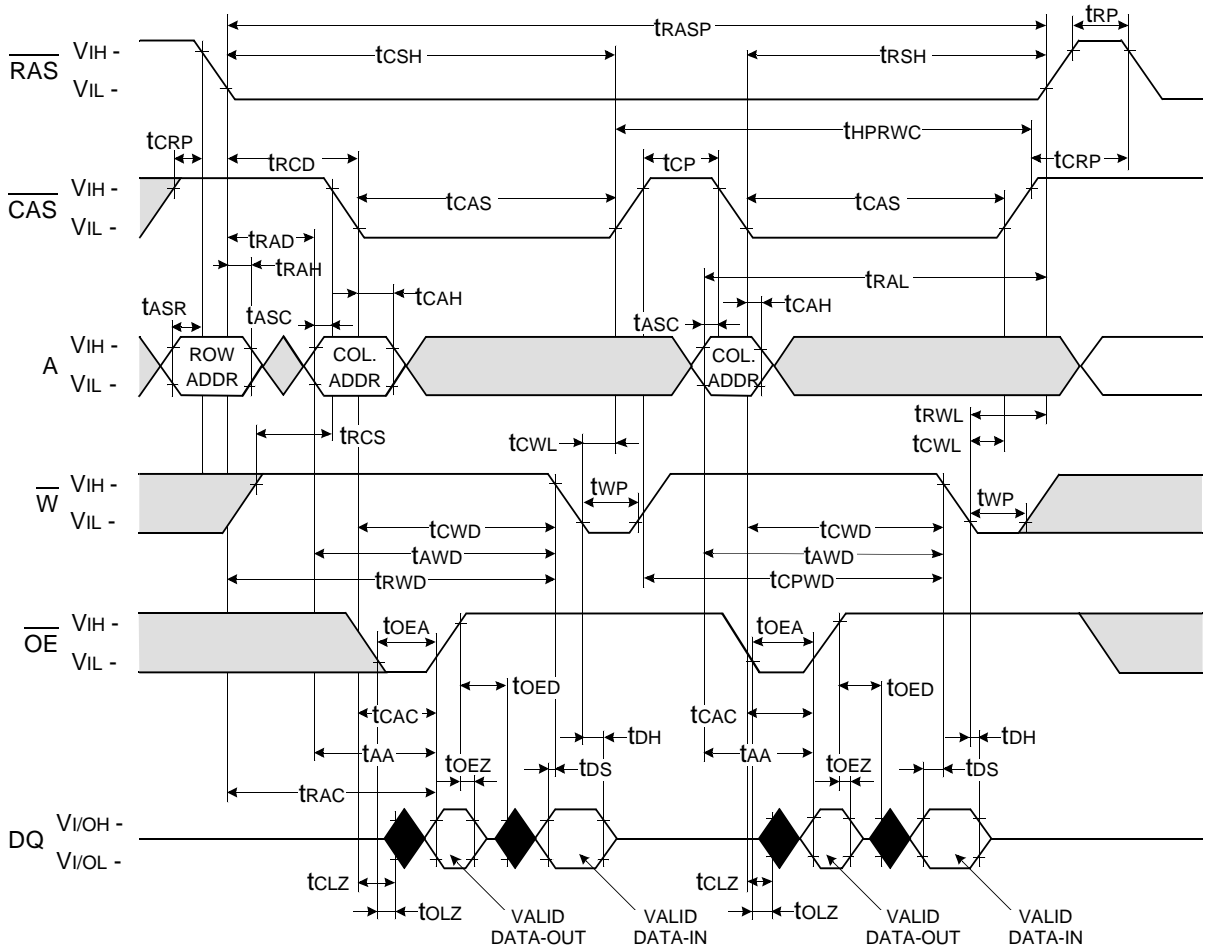 tRASP
tRP
tCSH
tRSH
RAS
VIH -
VIL -
tHPRWC
tCRP
tRCD
tCP
tCRP
CAS
VIH -
VIL -
tCAS
tCAS
tRAD
tRAH
tRAL
tCAH
tCAH
tASR
tASC
tASC
A
VIH -
VIL -
ROW
ADDR
COL.
ADDR
COL.
ADDR
tRWL
tRCS
tCWL
tCWL
W
VIH -
VIL -
tWP
tWP
tCWD
tCWD
tAWD
tAWD
tRWD
tCPWD
OE
VIH -
VIL -
tOEA
tOEA
tOED
tOED
tCAC
tCAC
tDH
tDH
tAA
tAA
tOEZ
tDS
tOEZ
tDS
tRAC
DQ
VI/OH -
VI/OL -
tCLZ
tCLZ
tOLZ
tOLZ
VALID
DATA-OUT
VALID
DATA-IN
VALID
DATA-OUT
VALID
DATA-IN